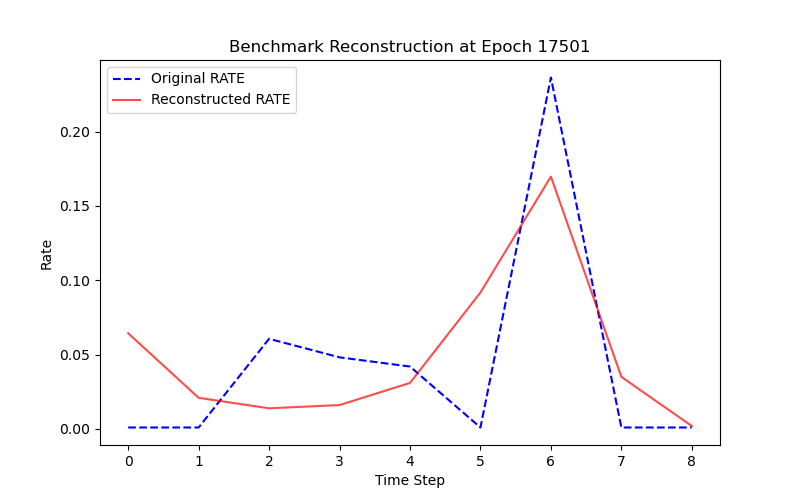 Benchmark Reconstruction at Epoch 17501
Original RATE
Reconstructed RATE
0.20
0.15
0.10
0.05
0.00
Rate
0 1 2 3 4 5 6 7 8
Time Step